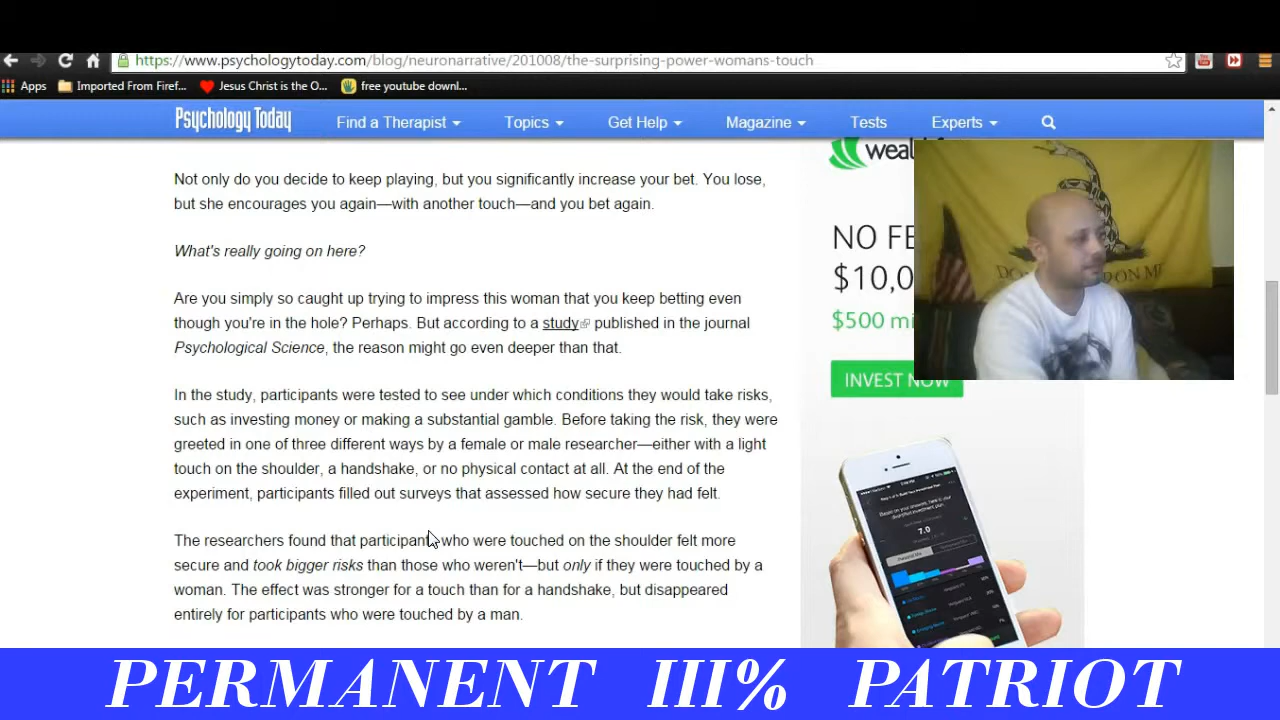 https://www.psychologytoday.com/blog/neuronarrative/201008/the-surprising-power-womans-touch
Apps Imported From Firef... Jesus Christ is the O... free youtube downl...
Psychology Today Find a Therapist Topics Get Help Magazine Tests Experts
Not only do you decide to keep playing, but you significantly increase your bet. You lose,
but she encourages you again—with another touch—and you bet again.
What's really going on here?
Are you simply so caught up trying to impress this woman that you keep betting even
though you're in the hole? Perhaps. But according to a study published in the journal
Psychological Science, the reason might go even deeper than that.
In the study, participants were tested to see under which conditions they would take risks,
such as investing money or making a substantial gamble. Before taking the risk, they were
greeted in one of three different ways by a female or male researcher—either with a light
touch on the shoulder, a handshake, or no physical contact at all. At the end of the
experiment, participants filled out surveys that assessed how secure they had felt.
The researchers found that participants who were touched on the shoulder felt more
secure and took bigger risks than those who weren't—but only if they were touched by a
woman. The effect was stronger for a touch than for a handshake, but disappeared
entirely for participants who were touched by a man.
NO FE
$10,0
$500 mi
INVEST NOW
7.0
PERMANENT III% PATRIOT